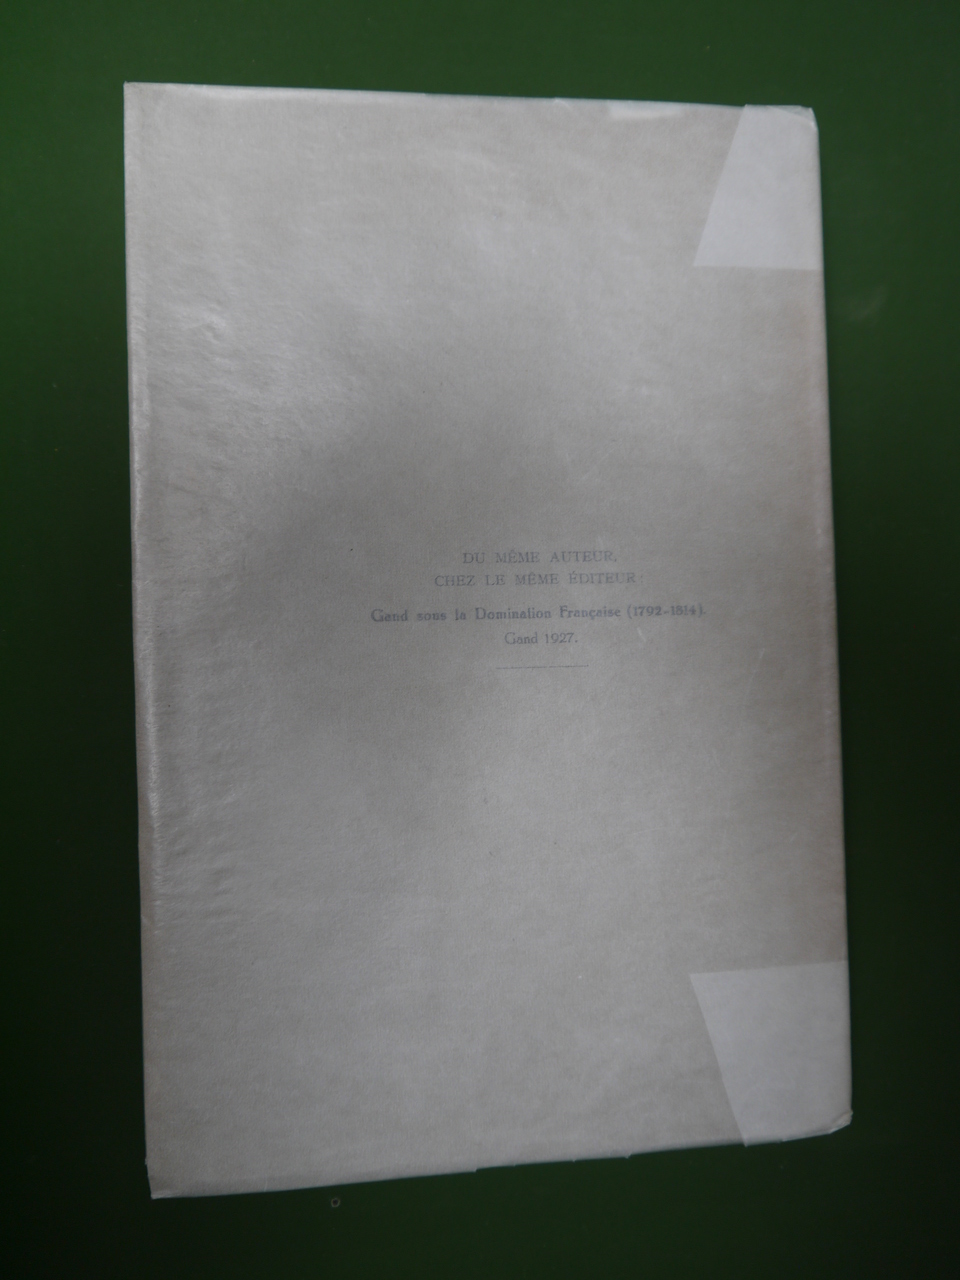 DU MÊME AUTEUR,
CHEZ LE MÊME ÉDITEUR:
Gand sous la Domination Française (1792-1814).
Gand 1927.